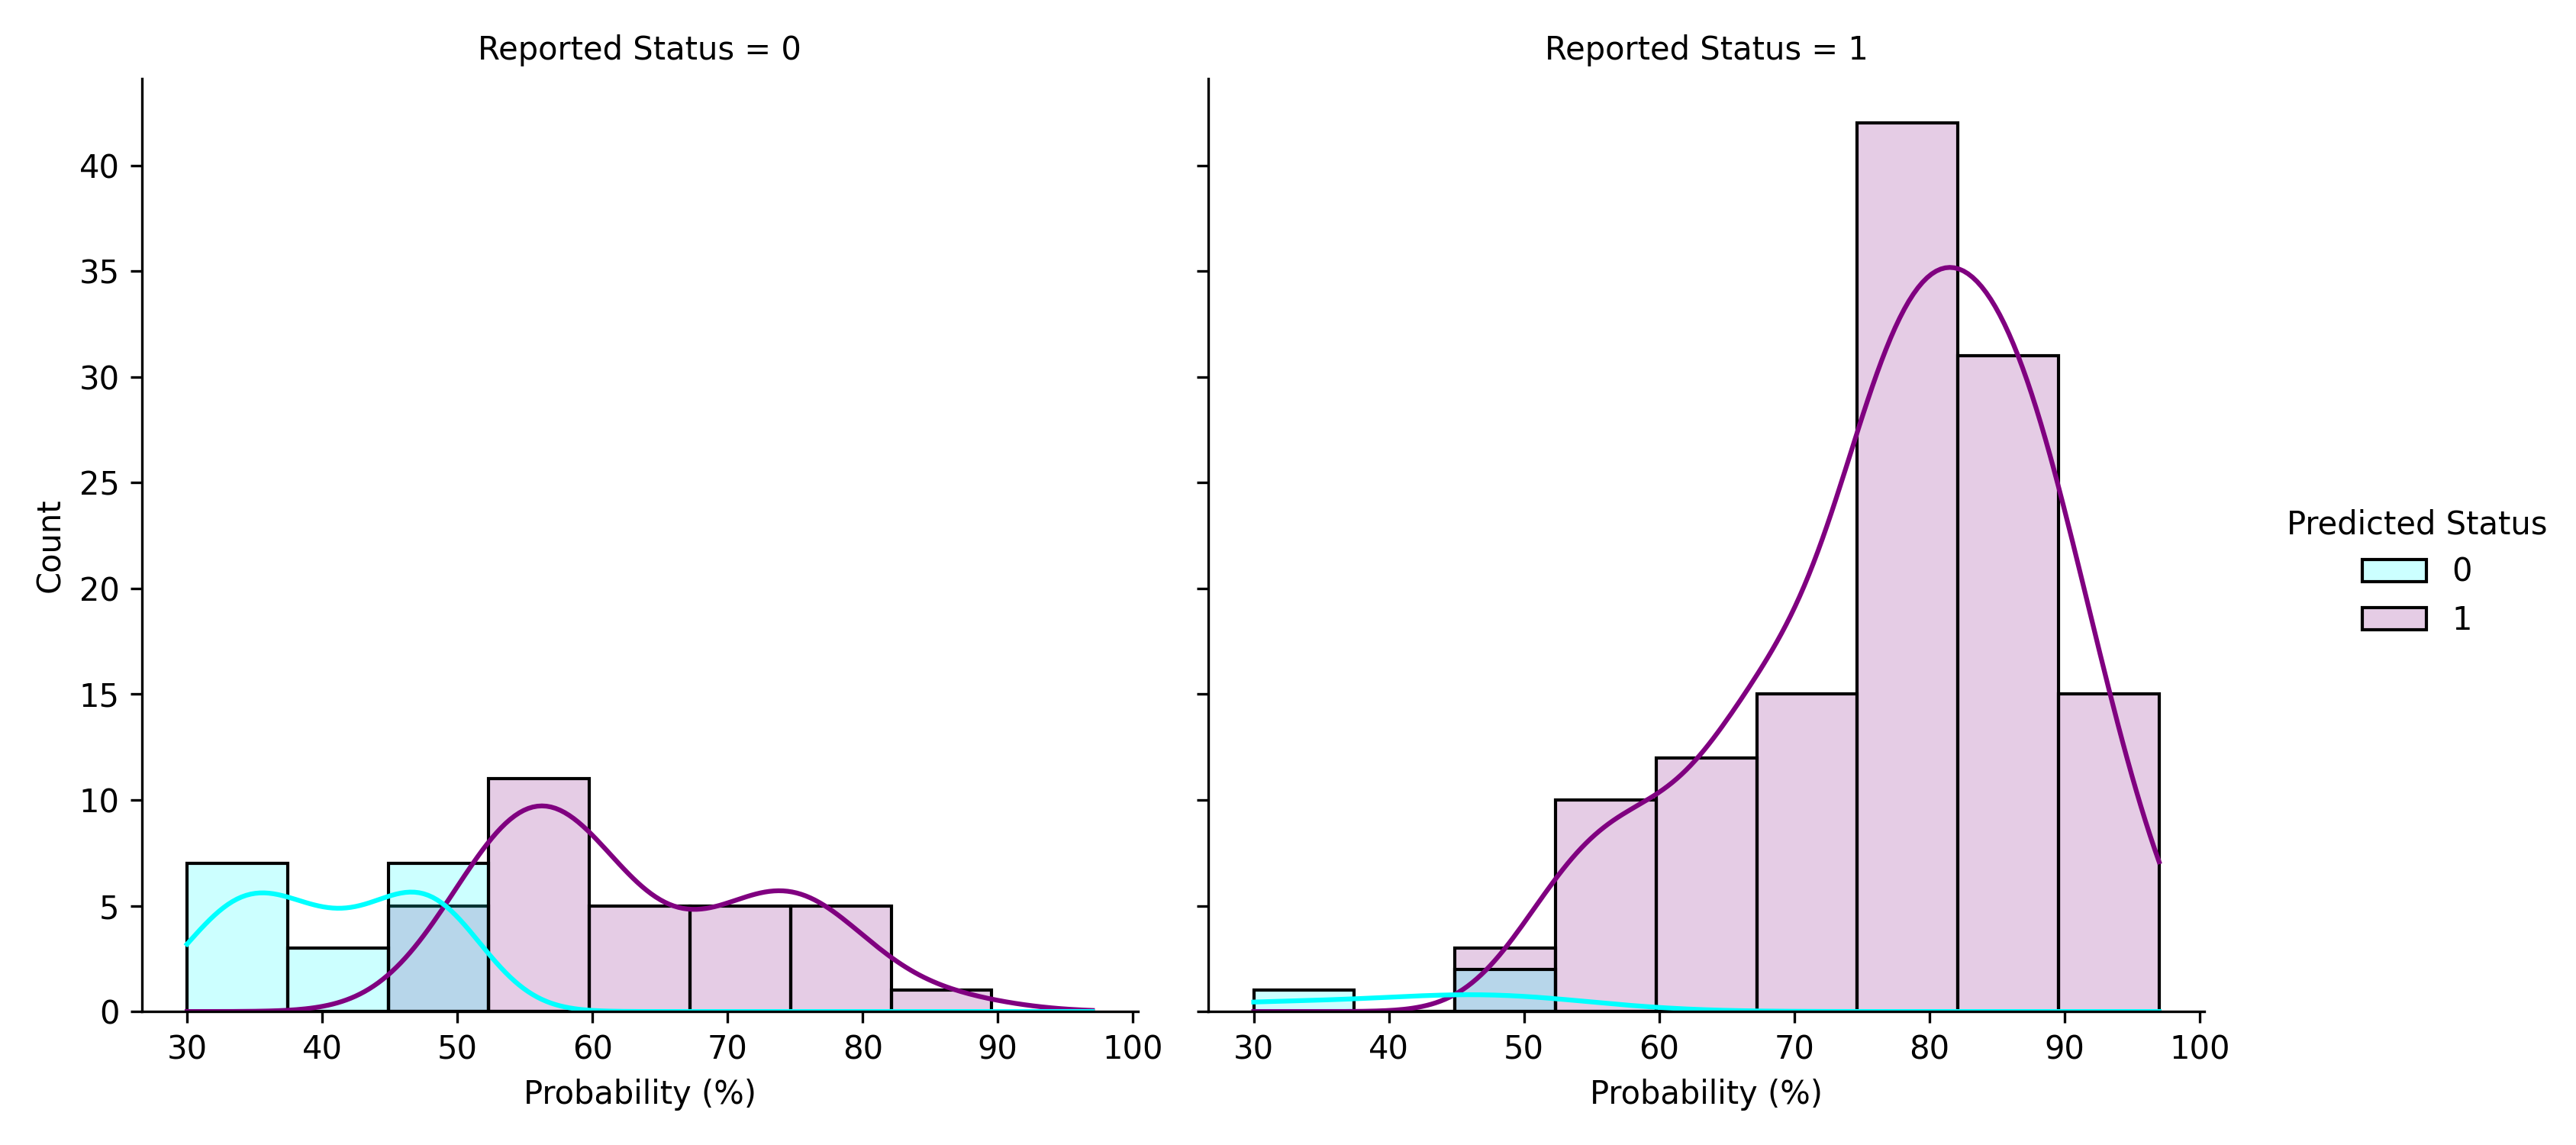 Reported Status = 0
Reported Status = 1
Count
40
35
30
25
20
15
10
5
0
30 40 50 60 70 80 90 100
30 40 50 60 70 80 90 100
Probability (%)
Probability (%)
Predicted Status
0
1